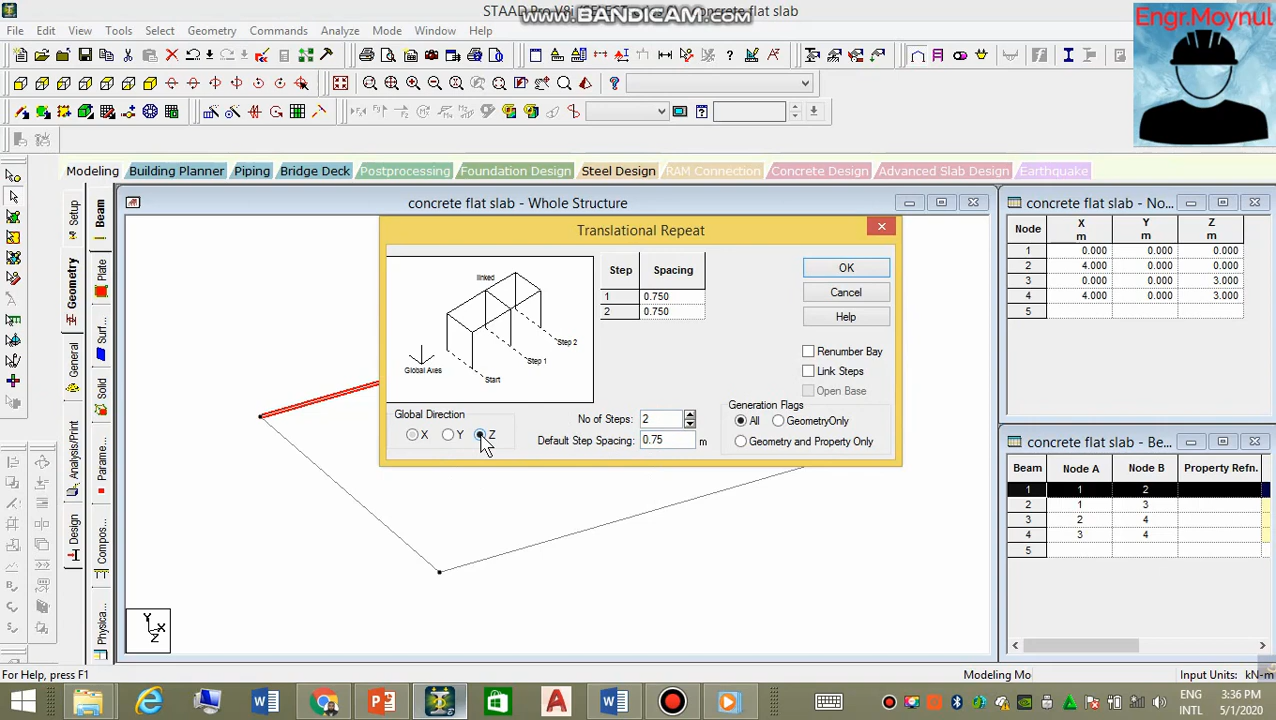 STAAD Pro V8i (SELECT concrete flat slab
www.BANDICAM.com
Engr.Moynul
File Edit View Tools Select Geometry Commands Analyze Mode Window Help
Modeling Building Planner Piping Bridge Deck Postprocessing Foundation Design Steel Design RAM Connection Concrete Design Advanced Slab Design Earthquake
Setup
Geometry
General
Analysis/Print
Design
Beam
Plate
Surf...
Solid
Parame...
Compos...
Physica...
concrete flat slab - Whole Structure
Translational Repeat
linked
Global Axes
Start
Step 1
Step 2
Step Spacing
1 0.750
2 0.750
OK
Cancel
Help
Renumber Bay
Link Steps
Open Base
Global Direction
X Y Z
No of Steps: 2
Default Step Spacing: 0.75 m
Generation Flags
All GeometryOnly
Geometry and Property Only
Y
X
Z
concrete flat slab - No...
Node X m Y m Z m
1 0.000 0.000 0.000
2 4.000 0.000 0.000
3 0.000 0.000 3.000
4 4.000 0.000 3.000
5
concrete flat slab - Be...
Beam Node A Node B Property Refn.
1 1 2
2 1 3
3 2 4
4 3 4
5
For Help, press F1
Modeling Mo
Input Units: kN-m
ENG
INTL
3:36 PM
5/1/2020